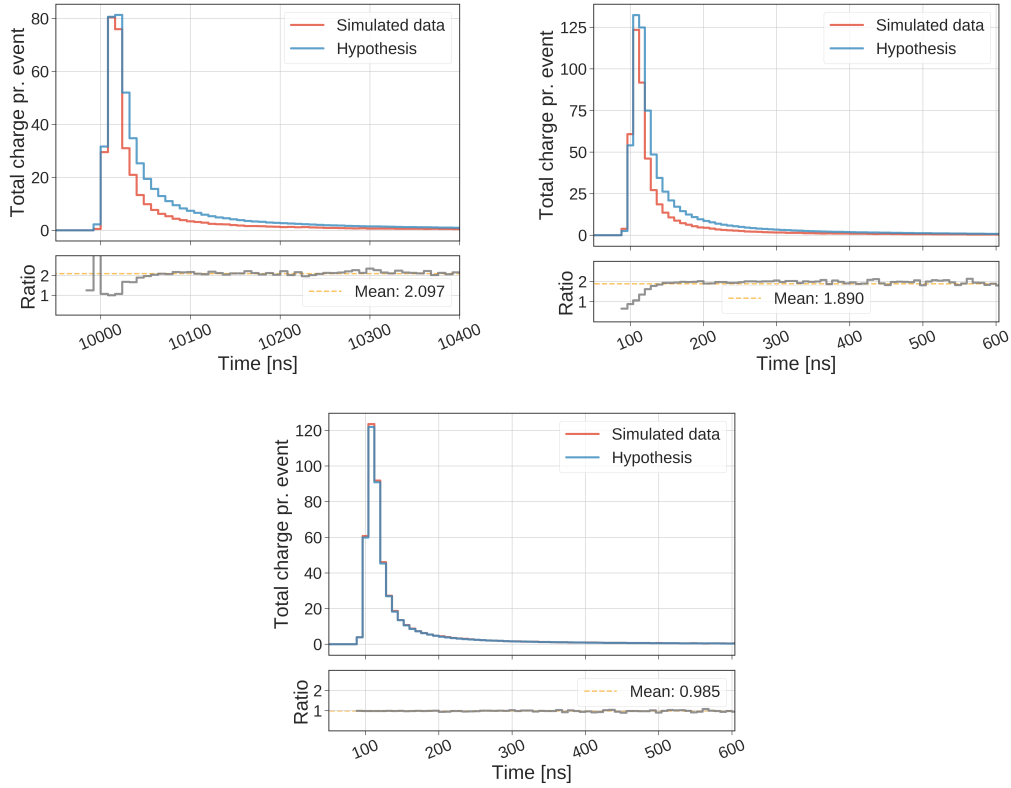 Total charge pr. event
80
60
40
20
0
Simulated data
Hypothesis
Ratio
2
1
Mean: 2.097
10000
10100
10200
10300
10400
Time [ns]
Total charge pr. event
125
100
75
50
25
0
Simulated data
Hypothesis
Ratio
2
1
Mean: 1.890
100
200
300
400
500
600
Time [ns]
Total charge pr. event
120
100
80
60
40
20
0
Simulated data
Hypothesis
Ratio
2
1
Mean: 0.985
100
200
300
400
500
600
Time [ns]